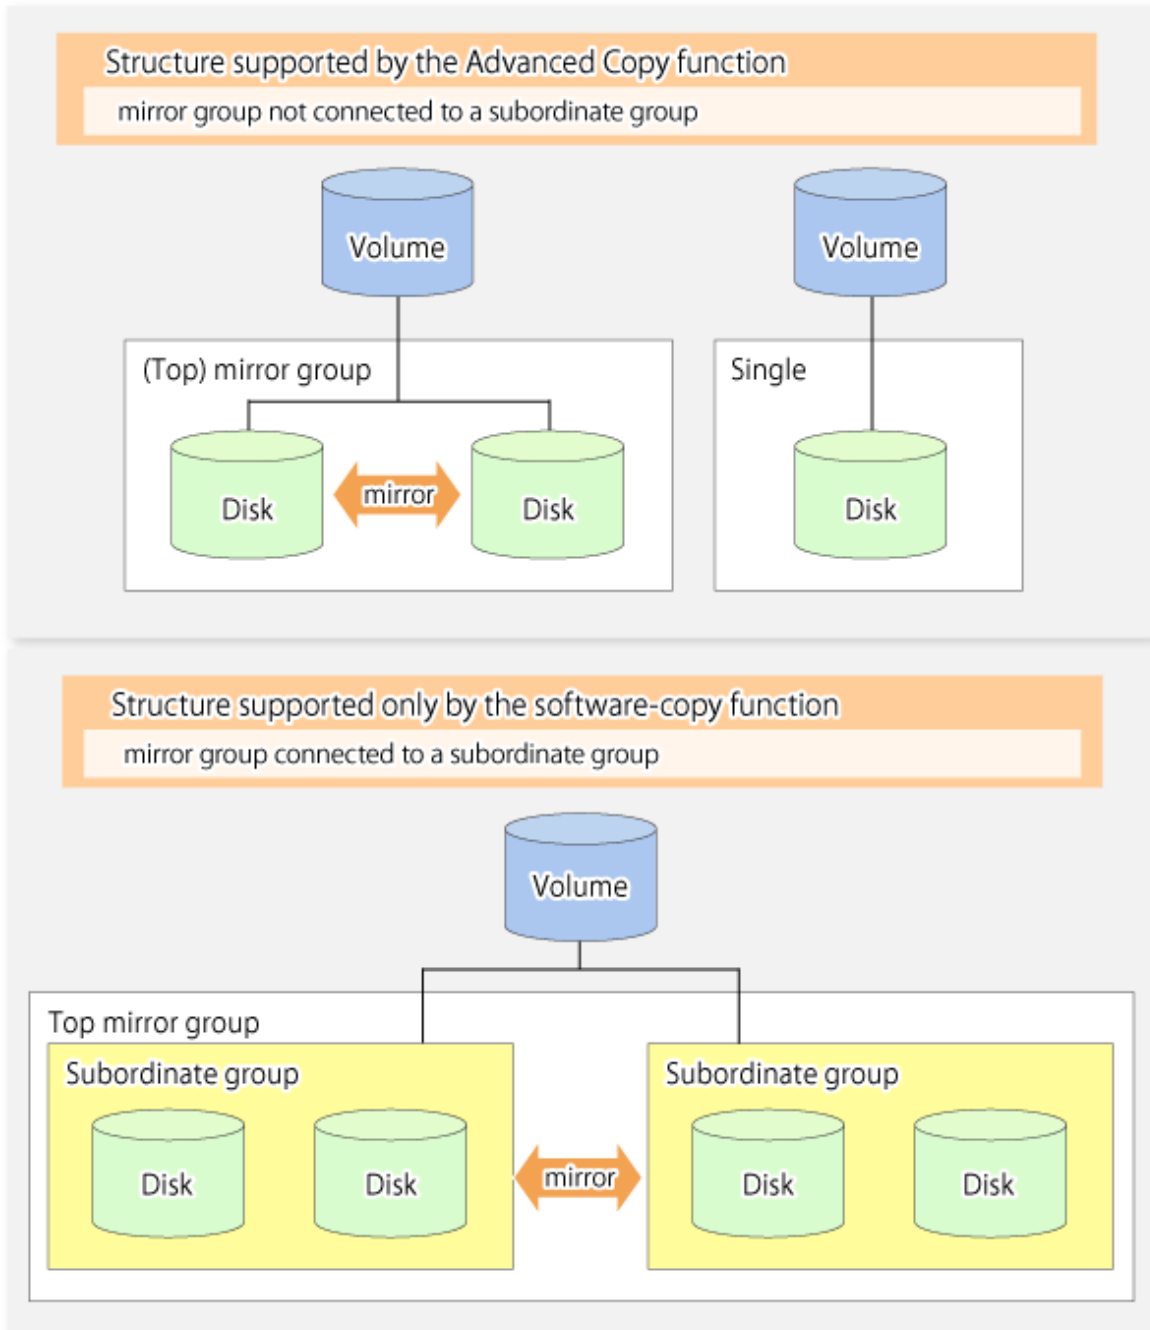 Structure supported by the Advanced Copy function
mirror group not connected to a subordinate group
Volume
Volume
(Top) mirror group
Single
Disk
mirror
Disk
Disk
Structure supported only by the software-copy function
mirror group connected to a subordinate group
Volume
Top mirror group
Subordinate group
Subordinate group
Disk
Disk
mirror
Disk
Disk